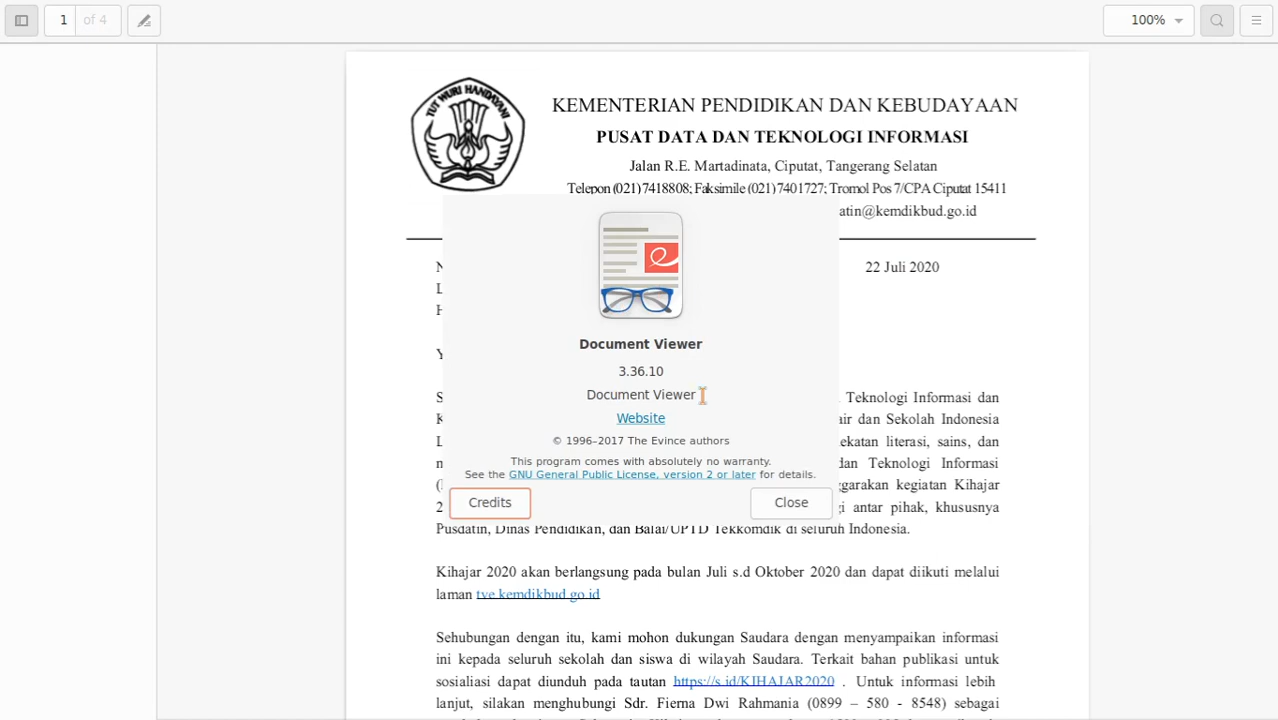 1 of 4
100%
TUT WURI HANDAYANI
KEMENTERIAN PENDIDIKAN DAN KEBUDAYAAN
PUSAT DATA DAN TEKNOLOGI INFORMASI
Jalan R.E. Martadinata, Ciputat, Tangerang Selatan
Telepon (021) 7418808; Faksimile (021) 7401727; Tromol Pos 7/CPA Ciputat 15411
atin@kemdikbud.go.id
N 22 Juli 2020
L
H
Y
Document Viewer
3.36.10
Document Viewer
Website
© 1996–2017 The Evince authors
This program comes with absolutely no warranty.
See the GNU General Public License, version 2 or later for details.
Credits Close
S Teknologi Informasi dan
K air dan Sekolah Indonesia
L ekatan literasi, sains, dan
m dan Teknologi Informasi
( ggarakan kegiatan Kihajar
2 gi antar pihak, khususnya
Pusdatin, Dinas Pendidikan, dan Balai/UPTD Tekkomdik di seluruh Indonesia.
Kihajar 2020 akan berlangsung pada bulan Juli s.d Oktober 2020 dan dapat diikuti melalui
laman tve.kemdikbud.go.id
Sehubungan dengan itu, kami mohon dukungan Saudara dengan menyampaikan informasi
ini kepada seluruh sekolah dan siswa di wilayah Saudara. Terkait bahan publikasi untuk
sosialiasi dapat diunduh pada tautan https://s.id/KIHAJAR2020 . Untuk informasi lebih
lanjut, silakan menghubungi Sdr. Fierna Dwi Rahmania (0899 – 580 - 8548) sebagai